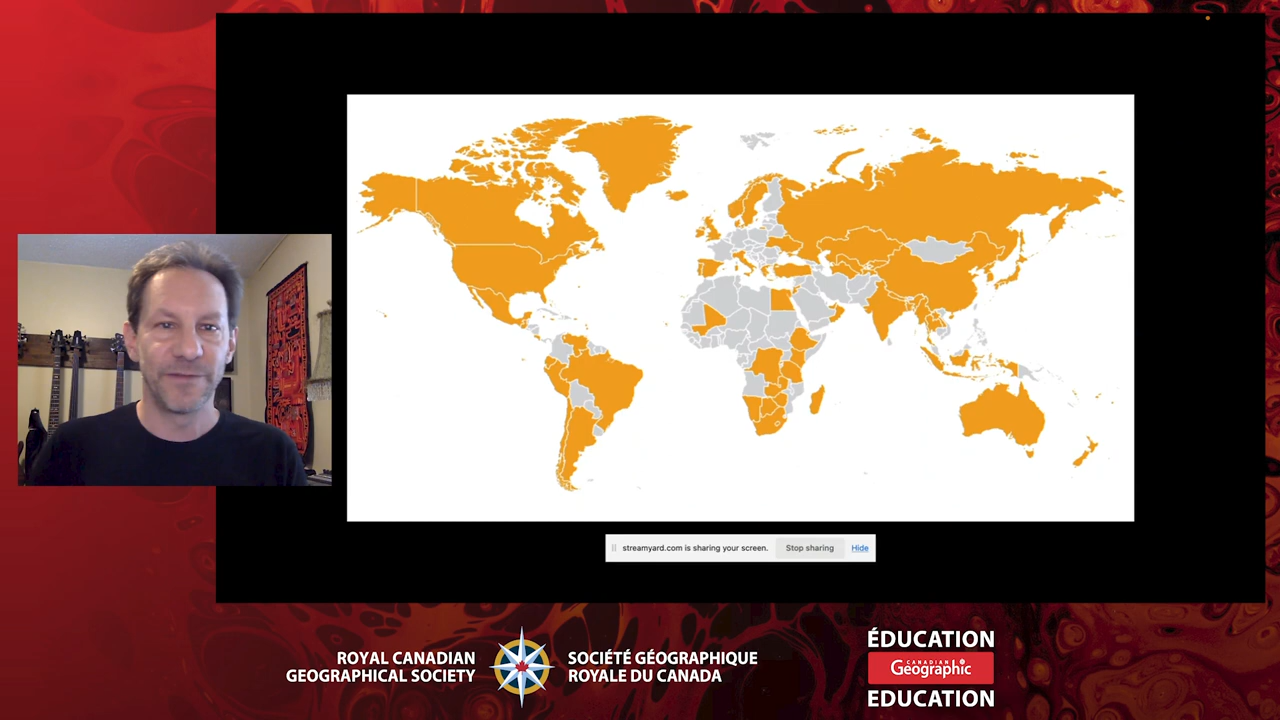 streamyard.com is sharing your screen.
Stop sharing
Hide
ROYAL CANADIAN
GEOGRAPHICAL SOCIETY
SOCIÉTÉ GÉOGRAPHIQUE
ROYALE DU CANADA
ÉDUCATION
CANADIAN
Geographic
EDUCATION